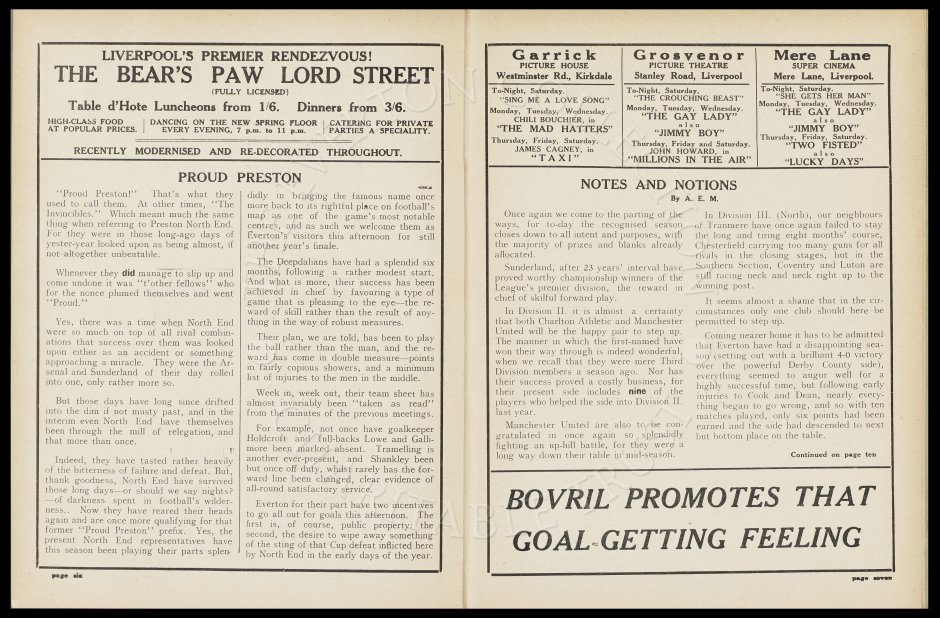 LIVERPOOL'S PREMIER RENDEZVOUS!
THE BEAR'S PAW LORD STREET
(FULLY LICENSED)
Table d'Hote Luncheons from 1/6. Dinners from 3/6.
HIGH-CLASS FOOD
AT POPULAR PRICES.
DANCING ON THE NEW SPRING FLOOR
EVERY EVENING, 7 p.m. to 11 p.m.
CATERING FOR PRIVATE
PARTIES A SPECIALITY.
RECENTLY MODERNISED AND RE-DECORATED THROUGHOUT.
PROUD PRESTON
"Proud Preston!" That's what they
used to call them. At other times, "The
Invincibles." Which meant much the same
thing when referring to Preston North End.
For they were in those long-ago days of
yester-year looked upon as being almost, if
not altogether unbeatable.
Whenever they did manage to slip up and
come undone it was "t'other fellows" who
for the nonce plumed themselves and went
"Proud."
Yes, there was a time when North End
were so much on top of all rival combin-
ations that success over them was looked
upon either as an accident or something
approaching a miracle. They were the Ar-
senal and Sunderland of their day rolled
into one, only rather more so.
But those days have long since drifted
into the dim if not musty past, and in the
interim even North End have themselves
been through the mill of relegation, and
that more than once.
Indeed, they have tasted rather heavily
of the bitterness of failure and defeat. But,
thank goodness, North End have survived
those long days—or should we say nights?
—of darkness spent in football's wilder-
ness.. Now they have reared their heads
again and are once more qualifying for that
former "Proud Preston" prefix. Yes, the
present North End representatives have
this season been playing their parts splen-
didly in bringing the famous name once
more back to its rightful place on football's
map as one of the game's most notable
centres, and as such we welcome them as
Everton's visitors this afternoon for still
another year's finale.
The Deepdalians have had a splendid six
months, following a rather modest start.
And what is more, their success has been
achieved in chief by favouring a type of
game that is pleasing to the eye—the re-
ward of skill rather than the result of any-
thing in the way of robust measures.
Their plan, we are told, has been to play
the ball rather than the man, and the re-
ward has come in double measure—points
in fairly copious showers, and a minimum
list of injuries to the men in the middle.
Week in, week out, their team sheet has
almost invariably been "taken as read"
from the minutes of the previous meetings.
For example, not once have goalkeeper
Holdcroft and full-backs Lowe and Galli-
more been marked absent. Tramelling is
another ever-present, and Shankley been
but once off duty, whilst rarely has the for-
ward line been changed, clear evidence of
all-round satisfactory service.
Everton for their part have two incentives
to go all out for goals this afternoon. The
first is, of course, public property; the
second, the desire to wipe away something
of the sting of that Cup defeat inflicted here
by North End in the early days of the year.
page six
Garrick
PICTURE HOUSE
Westminster Rd., Kirkdale
To-Night, Saturday.
"SING ME A LOVE SONG"
Monday, Tuesday, Wednesday.
CHILI BOUCHIER, in
"THE MAD HATTERS"
Thursday, Friday, Saturday.
JAMES CAGNEY, in
"TAXI"
Grosvenor
PICTURE THEATRE
Stanley Road, Liverpool
To-Night, Saturday.
"THE CROUCHING BEAST"
Monday, Tuesday, Wednesday.
"THE GAY LADY"
also
"JIMMY BOY"
Thursday, Friday and Saturday.
JOHN HOWARD, in
"MILLIONS IN THE AIR"
Mere Lane
SUPER CINEMA
Mere Lane, Liverpool.
To-Night, Saturday.
"SHE GETS HER MAN"
Monday, Tuesday, Wednesday.
"THE GAY LADY"
also
"JIMMY BOY"
Thursday, Friday, Saturday.
"TWO FISTED"
also
"LUCKY DAYS"
NOTES AND NOTIONS
By A. E. M.
Once again we come to the parting of the
ways, for to-day the recognised season
closes down to all intent and purposes, with
the majority of prizes and blanks already
allocated.
Sunderland, after 23 years' interval have
proved worthy championship winners of the
League's premier division, the reward in
chief of skilful forward play.
In Division II. it is almost a certainty
that both Charlton Athletic and Manchester
United will be the happy pair to step up.
The manner in which the first-named have
won their way through is indeed wonderful,
when we recall that they were mere Third
Division members a season ago. Nor has
their success proved a costly business, for
their present side includes nine of the
players who helped the side into Division II.
last year.
Manchester United are also to be con-
gratulated in once again so splendidly
fighting an up-hill battle, for they were a
long way down their table in mid-season.
In Division III. (North), our neighbours
of Tranmere have once again failed to stay
the long and tiring eight months' course,
Chesterfield carrying too many guns for all
rivals in the closing stages, but in the
Southern Section, Coventry and Luton are
still racing neck and neck right up to the
winning post.
It seems almost a shame that in the cir-
cumstances only one club should here be
permitted to step up.
Coming nearer home it has to be admitted
that Everton have had a disappointing sea-
son (setting out with a brilliant 4-0 victory
over the powerful Derby County side),
everything seemed to augur well for a
highly successful time, but following early
injuries to Cook and Dean, nearly every-
thing began to go wrong, and so with ten
matches played, only six points had been
earned and the side had descended to next
but bottom place on the table.
Continued on page ten
BOVRIL PROMOTES THAT
GOAL-GETTING FEELING
page seven